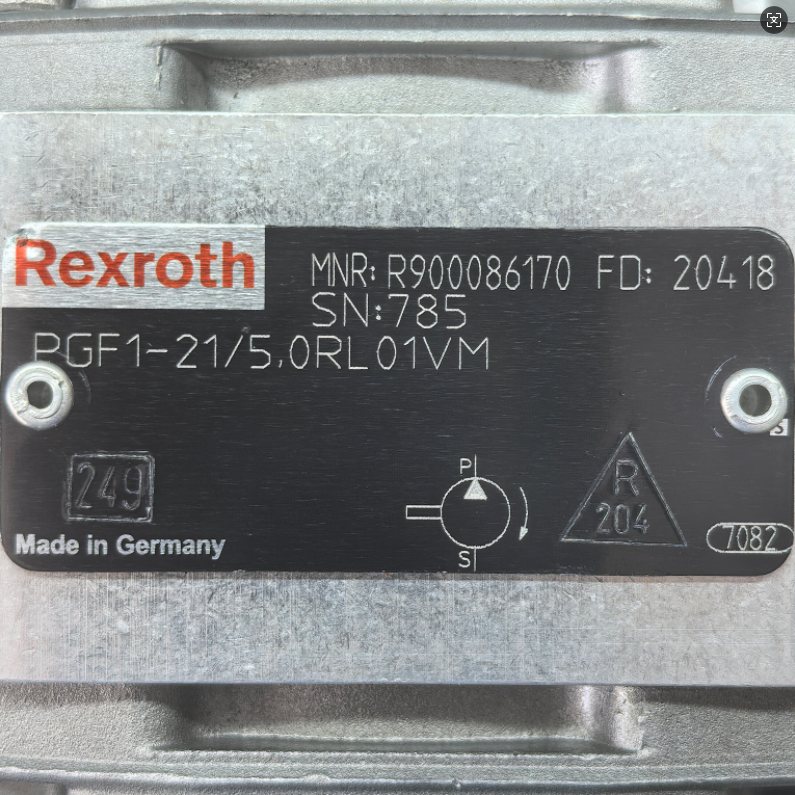 Rexroth
MNR: R900086170 FD: 20418
SN:785
PGF1-21/5,0RL01VM
249
P
S
R
204
7082
S
Made in Germany